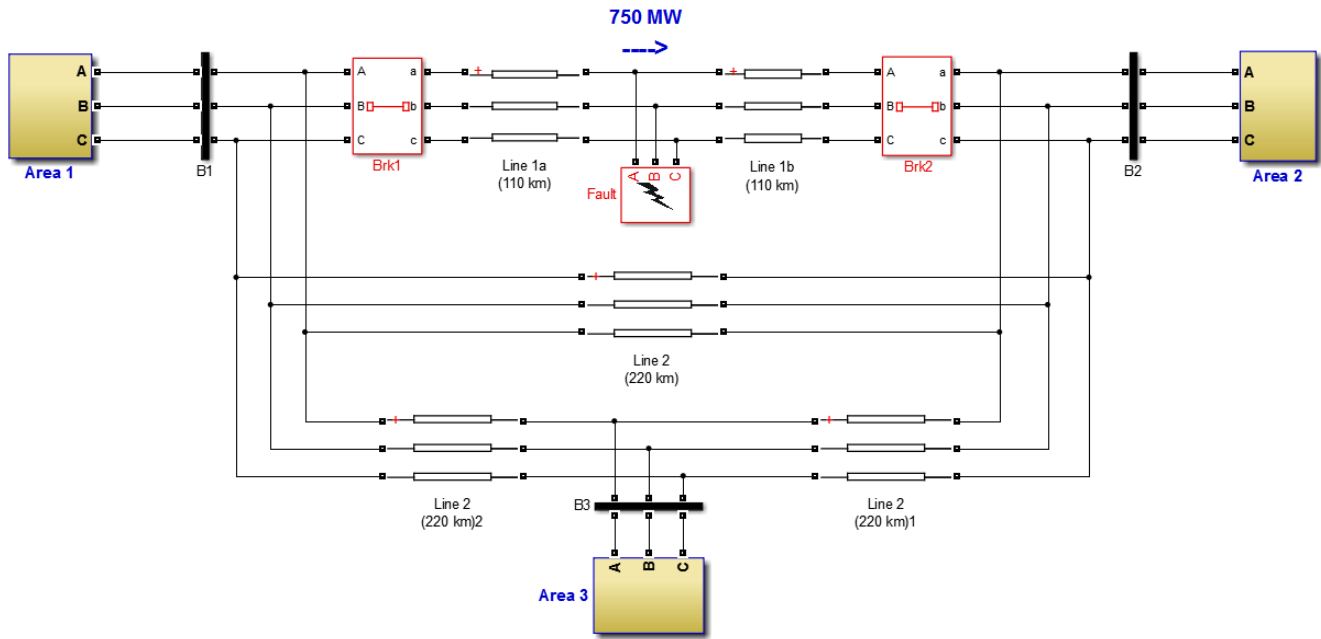 750 MW
---->
A
B
C
Area 1
B1
A
B
C
a
b
c
Brk1
+
Line 1a
(110 km)
A
B
C
Fault
+
Line 1b
(110 km)
A
B
C
a
b
c
Brk2
B2
A
B
C
Area 2
+
Line 2
(220 km)
+
Line 2
(220 km)2
+
Line 2
(220 km)1
B3
A
B
C
Area 3